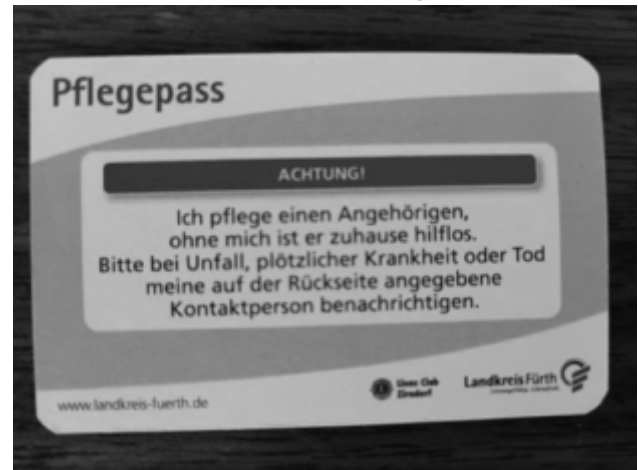 Pflegepass
ACHTUNG!
Ich pflege einen Angehörigen,
ohne mich ist er zuhause hilflos.
Bitte bei Unfall, plötzlicher Krankheit oder Tod
meine auf der Rückseite angegebene
Kontaktperson benachrichtigen.
www.landkreis-fuerth.de
Lions Club
Zirndorf
Landkreis Fürth